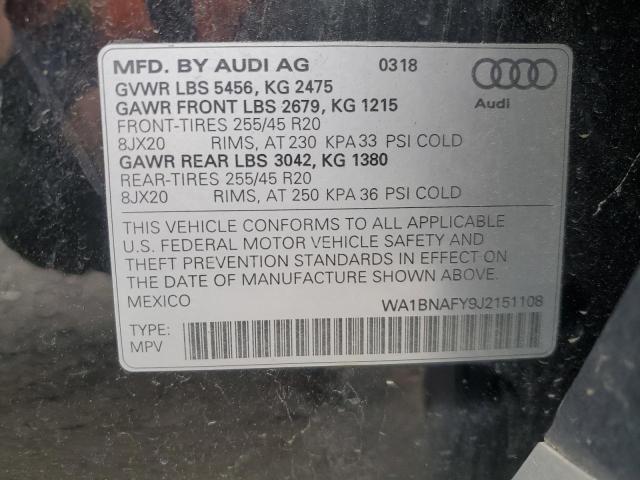 MFD. BY AUDI AG 0318
GVWR LBS 5456, KG 2475
GAWR FRONT LBS 2679, KG 1215
FRONT-TIRES 255/45 R20
8JX20 RIMS, AT 230 KPA 33 PSI COLD
GAWR REAR LBS 3042, KG 1380
REAR-TIRES 255/45 R20
8JX20 RIMS, AT 250 KPA 36 PSI COLD
Audi
THIS VEHICLE CONFORMS TO ALL APPLICABLE
U.S. FEDERAL MOTOR VEHICLE SAFETY AND
THEFT PREVENTION STANDARDS IN EFFECT ON
THE DATE OF MANUFACTURE SHOWN ABOVE.
MEXICO WA1BNAFY9J2151108
TYPE:
MPV